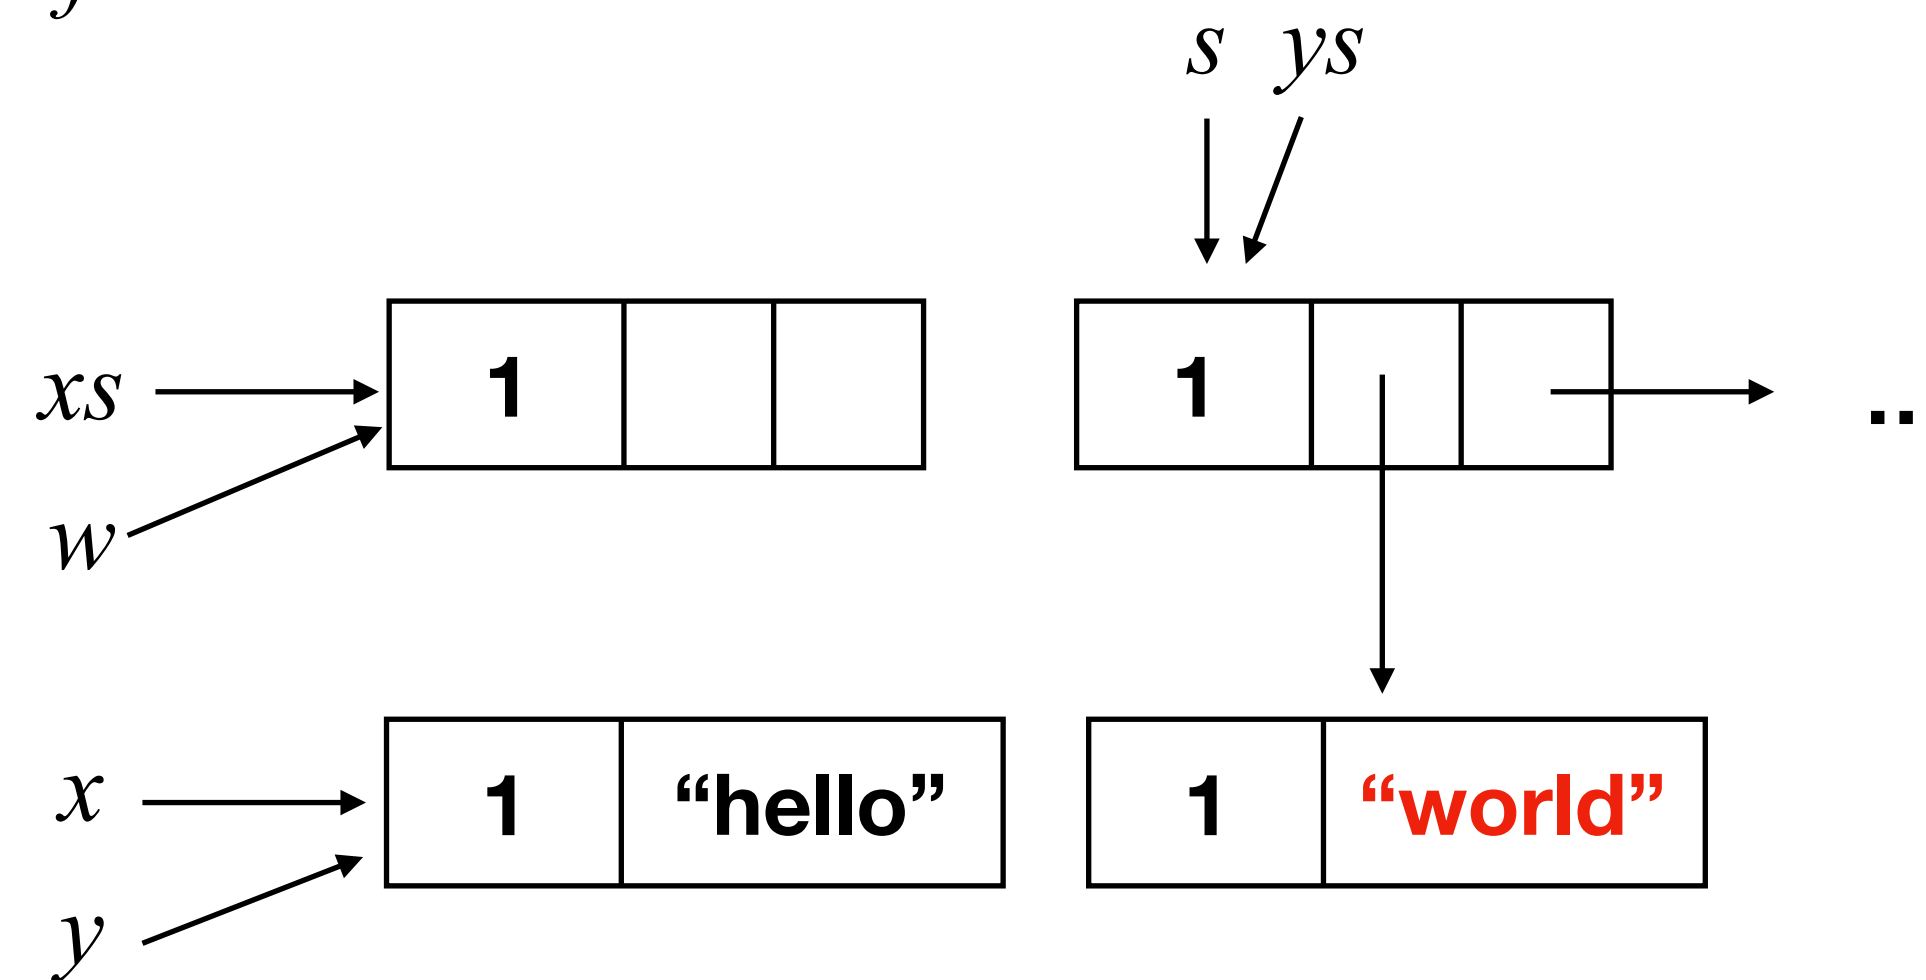 s ys
xs 1 1 ..
w
x 1 “hello” 1 “world”
y